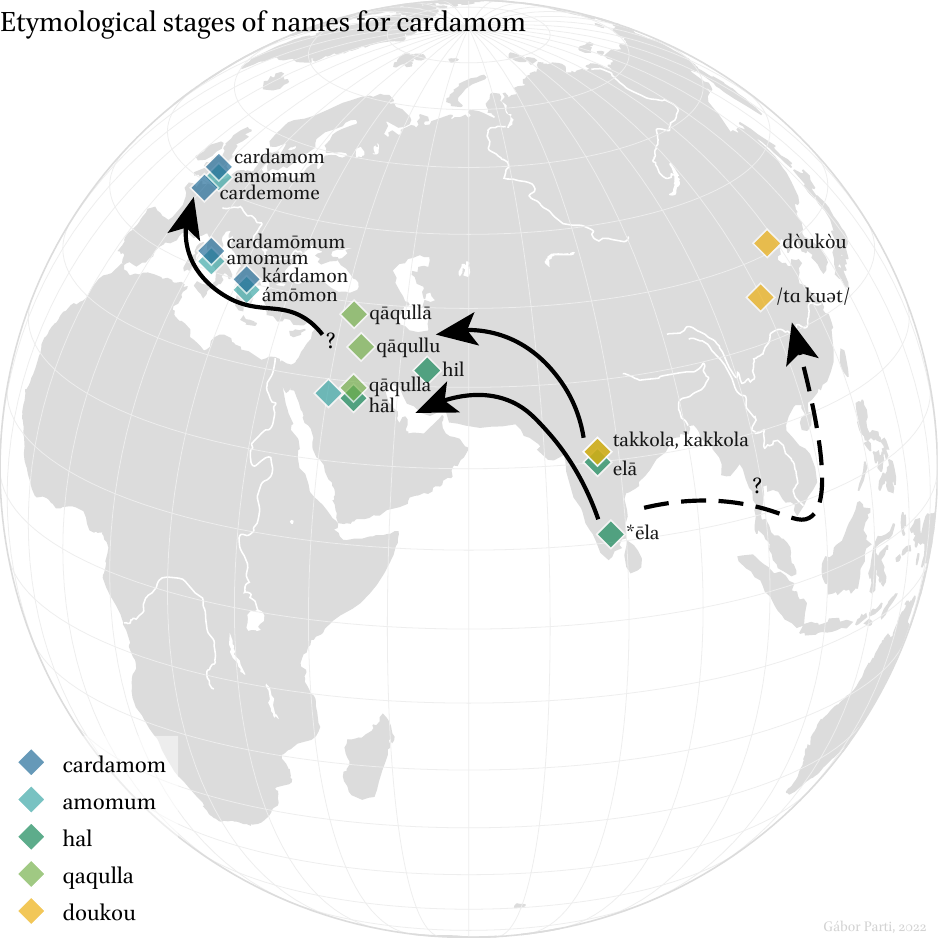 Etymological stages of names for cardamom
cardamom
amomum
cardemome
cardamōmum
amomum
kárdamon
ámōmon
?
qāqullā
qāqullu
hil
qāqulla
hāl
takkola, kakkola
elā
*ēla
?
dòukòu
/tɑ kuət/
cardamom
amomum
hal
qaqulla
doukou
Gábor Parti, 2022